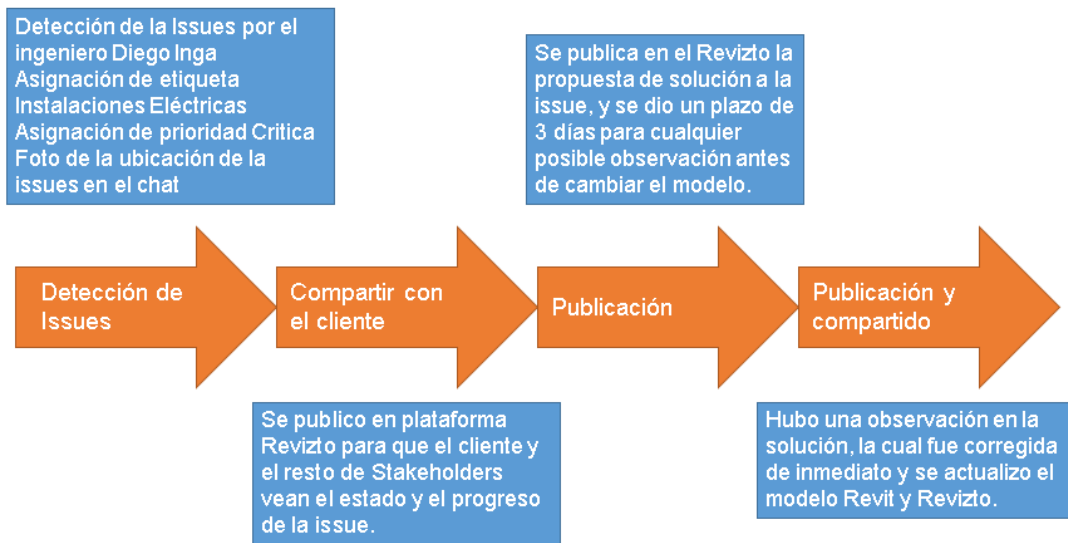 Detección de la Issues por el
ingeniero Diego Inga
Asignación de etiqueta
Instalaciones Eléctricas
Asignación de prioridad Critica
Foto de la ubicación de la
issues en el chat
Se publica en el Revizto la
propuesta de solución a la
issue, y se dio un plazo de
3 días para cualquier
posible observación antes
de cambiar el modelo.
Detección de
Issues
Compartir con
el cliente
Publicación
Publicación y
compartido
Se publico en plataforma
Revizto para que el cliente y
el resto de Stakeholders
vean el estado y el progreso
de la issue.
Hubo una observación en la
solución, la cual fue corregida
de inmediato y se actualizo el
modelo Revit y Revizto.